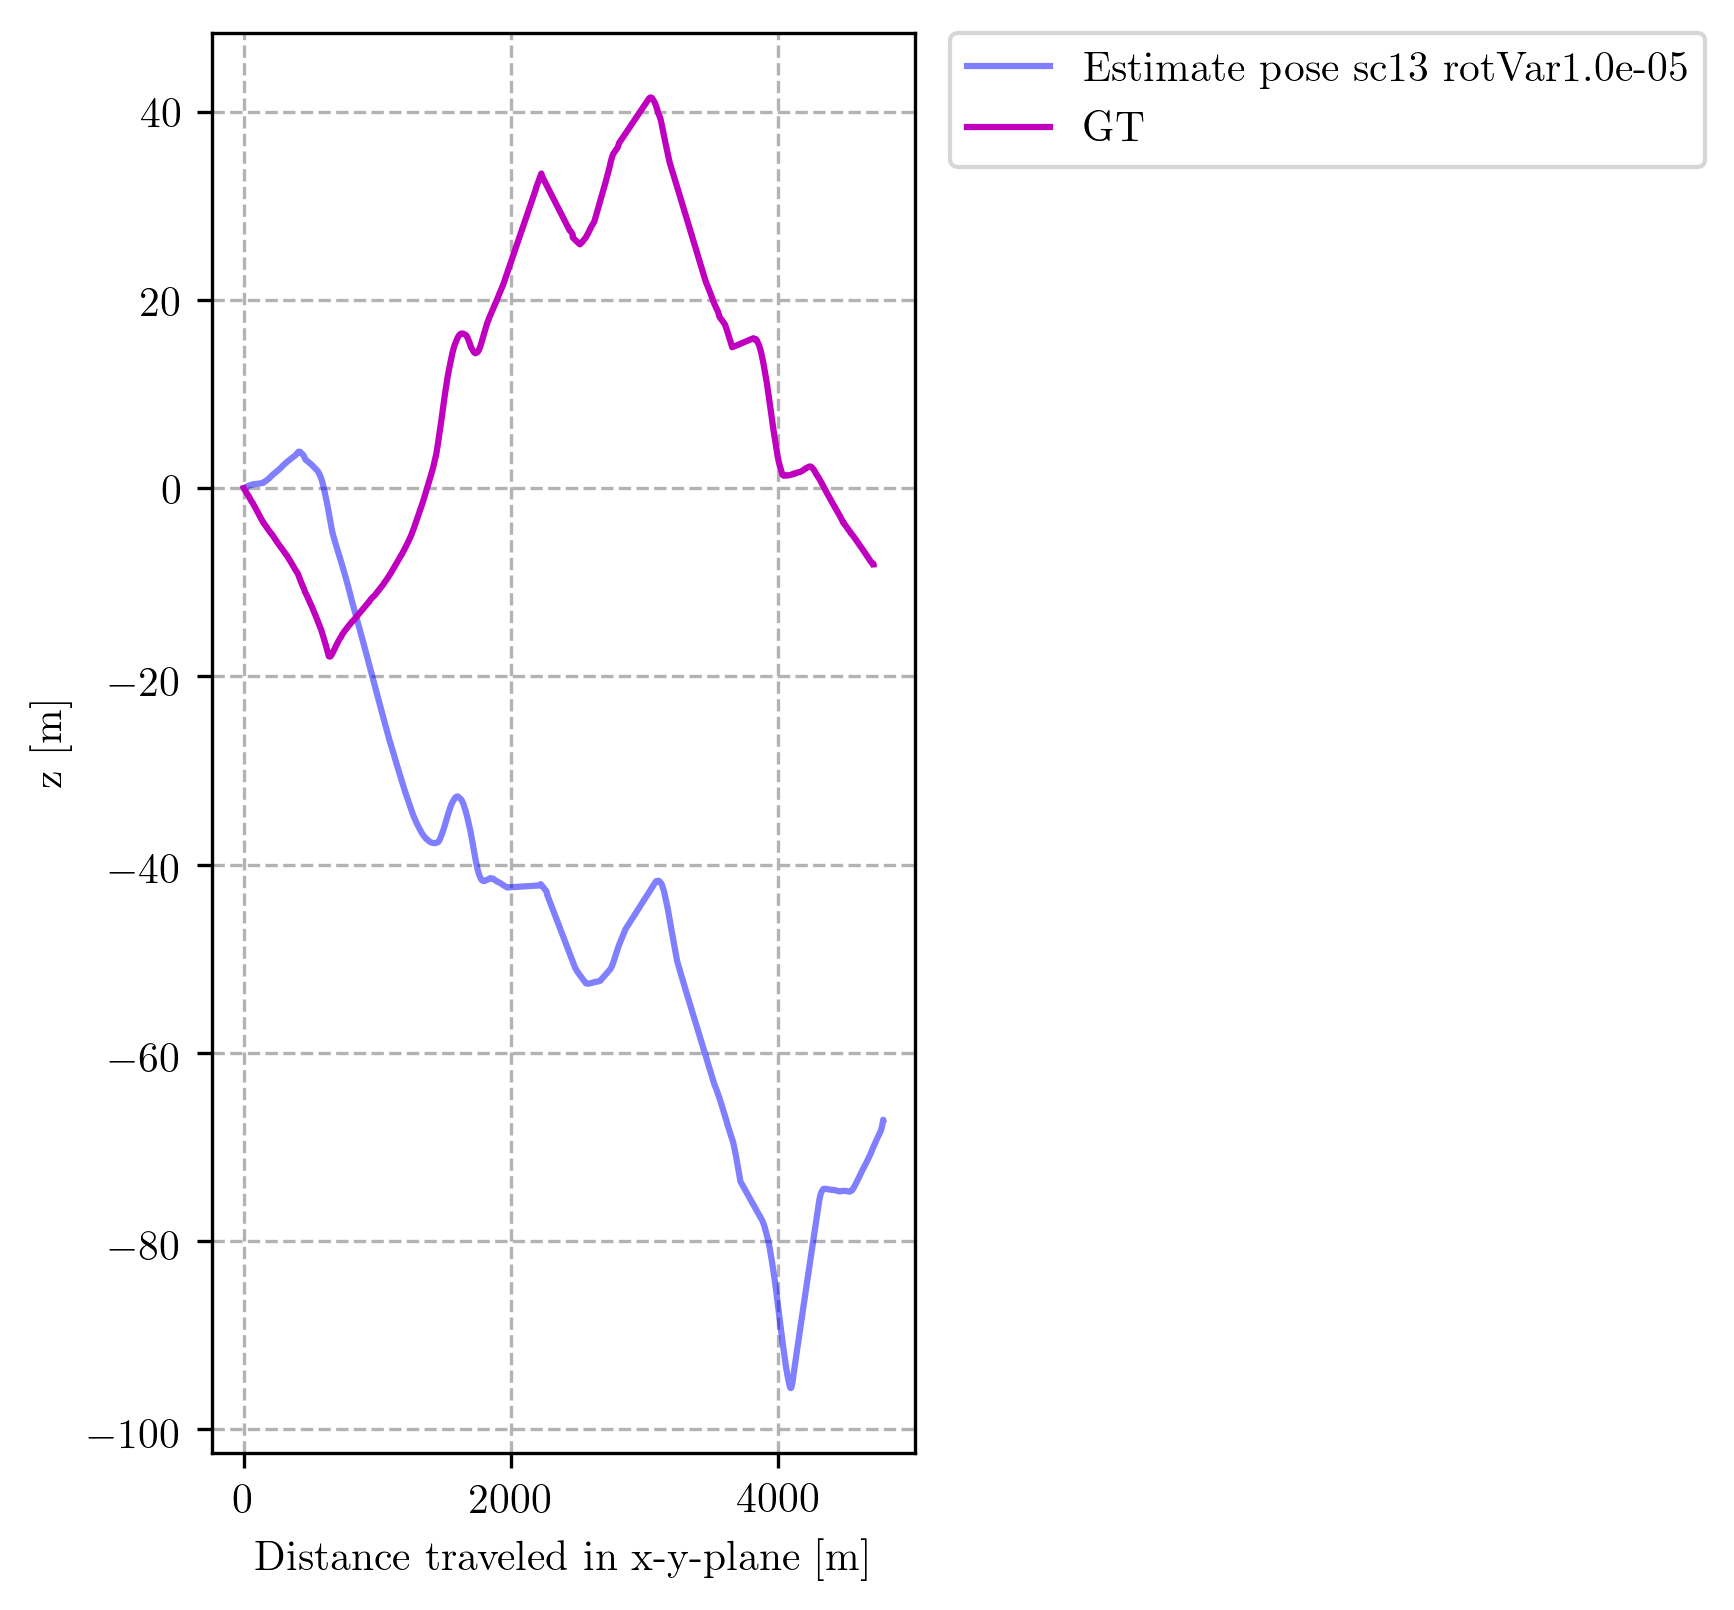 Estimate pose sc13 rotVar1.0e-05
GT
40
20
0
−20
−40
−60
−80
−100
z [m]
0 2000 4000
Distance traveled in x-y-plane [m]